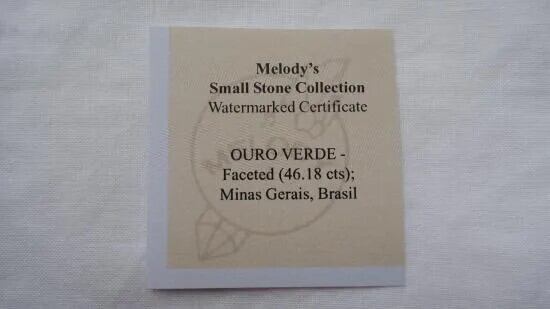 Melody's
Small Stone Collection
Watermarked Certificate
OURO VERDE -
Faceted (46.18 cts);
Minas Gerais, Brasil